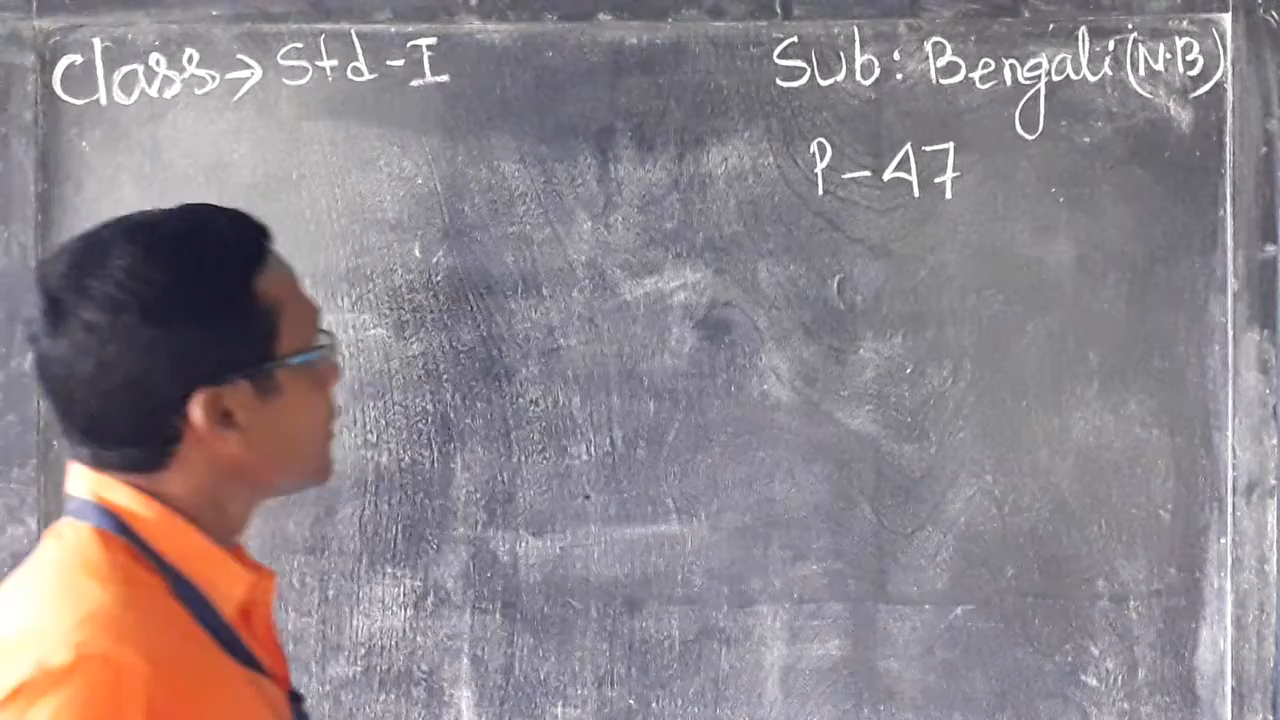 Class → Std-I
Sub: Bengali (N.B)
P-47